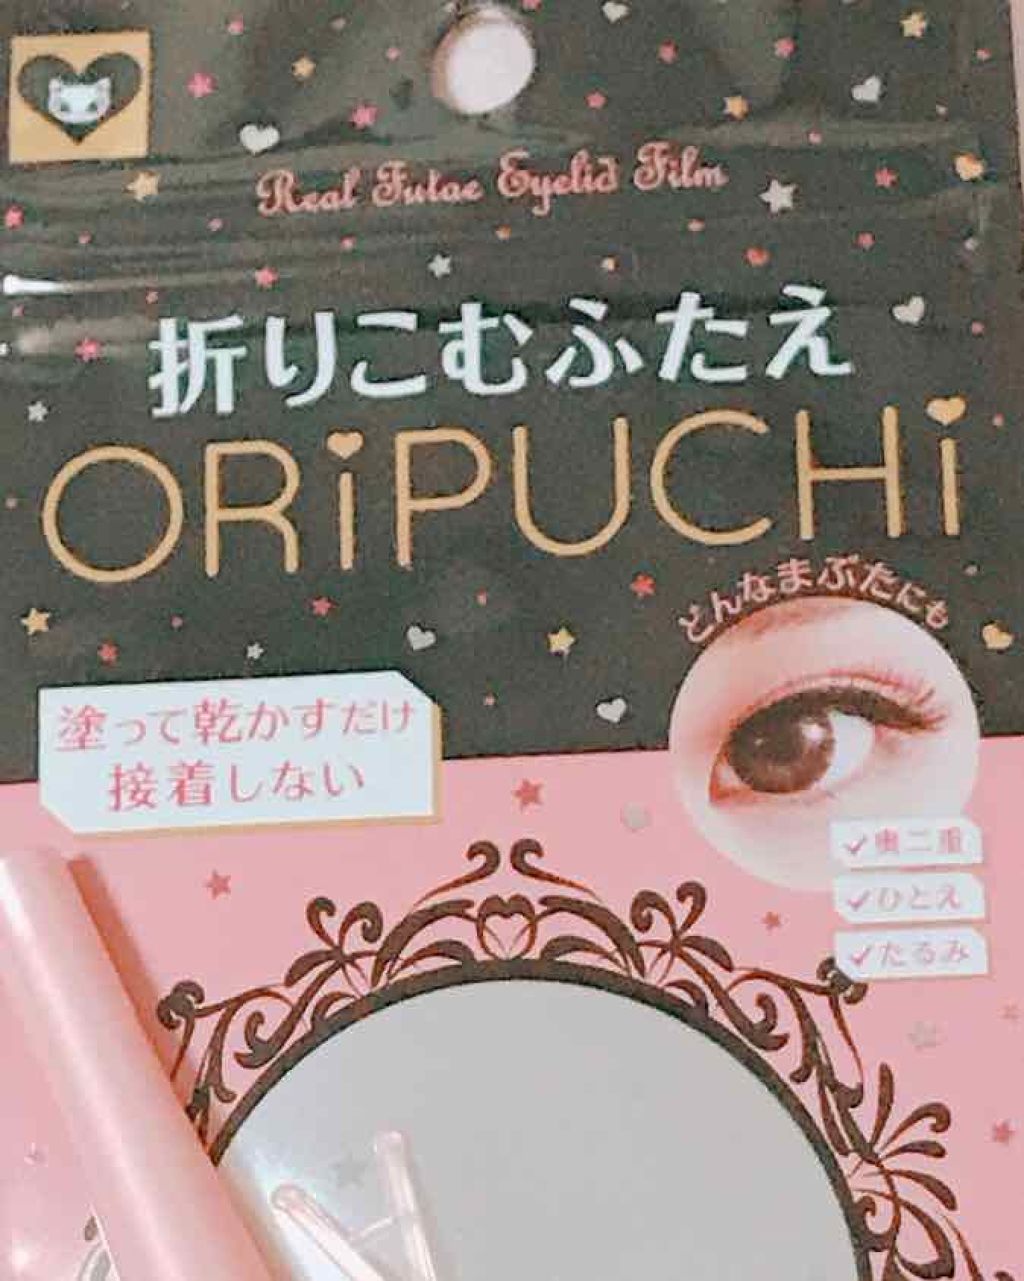 Real Futae Eyelid Film
折りこむふたえ
ORiPUCHi
どんなまぶたにも
塗って乾かすだけ
接着しない
奥二重
ひとえ
たるみ